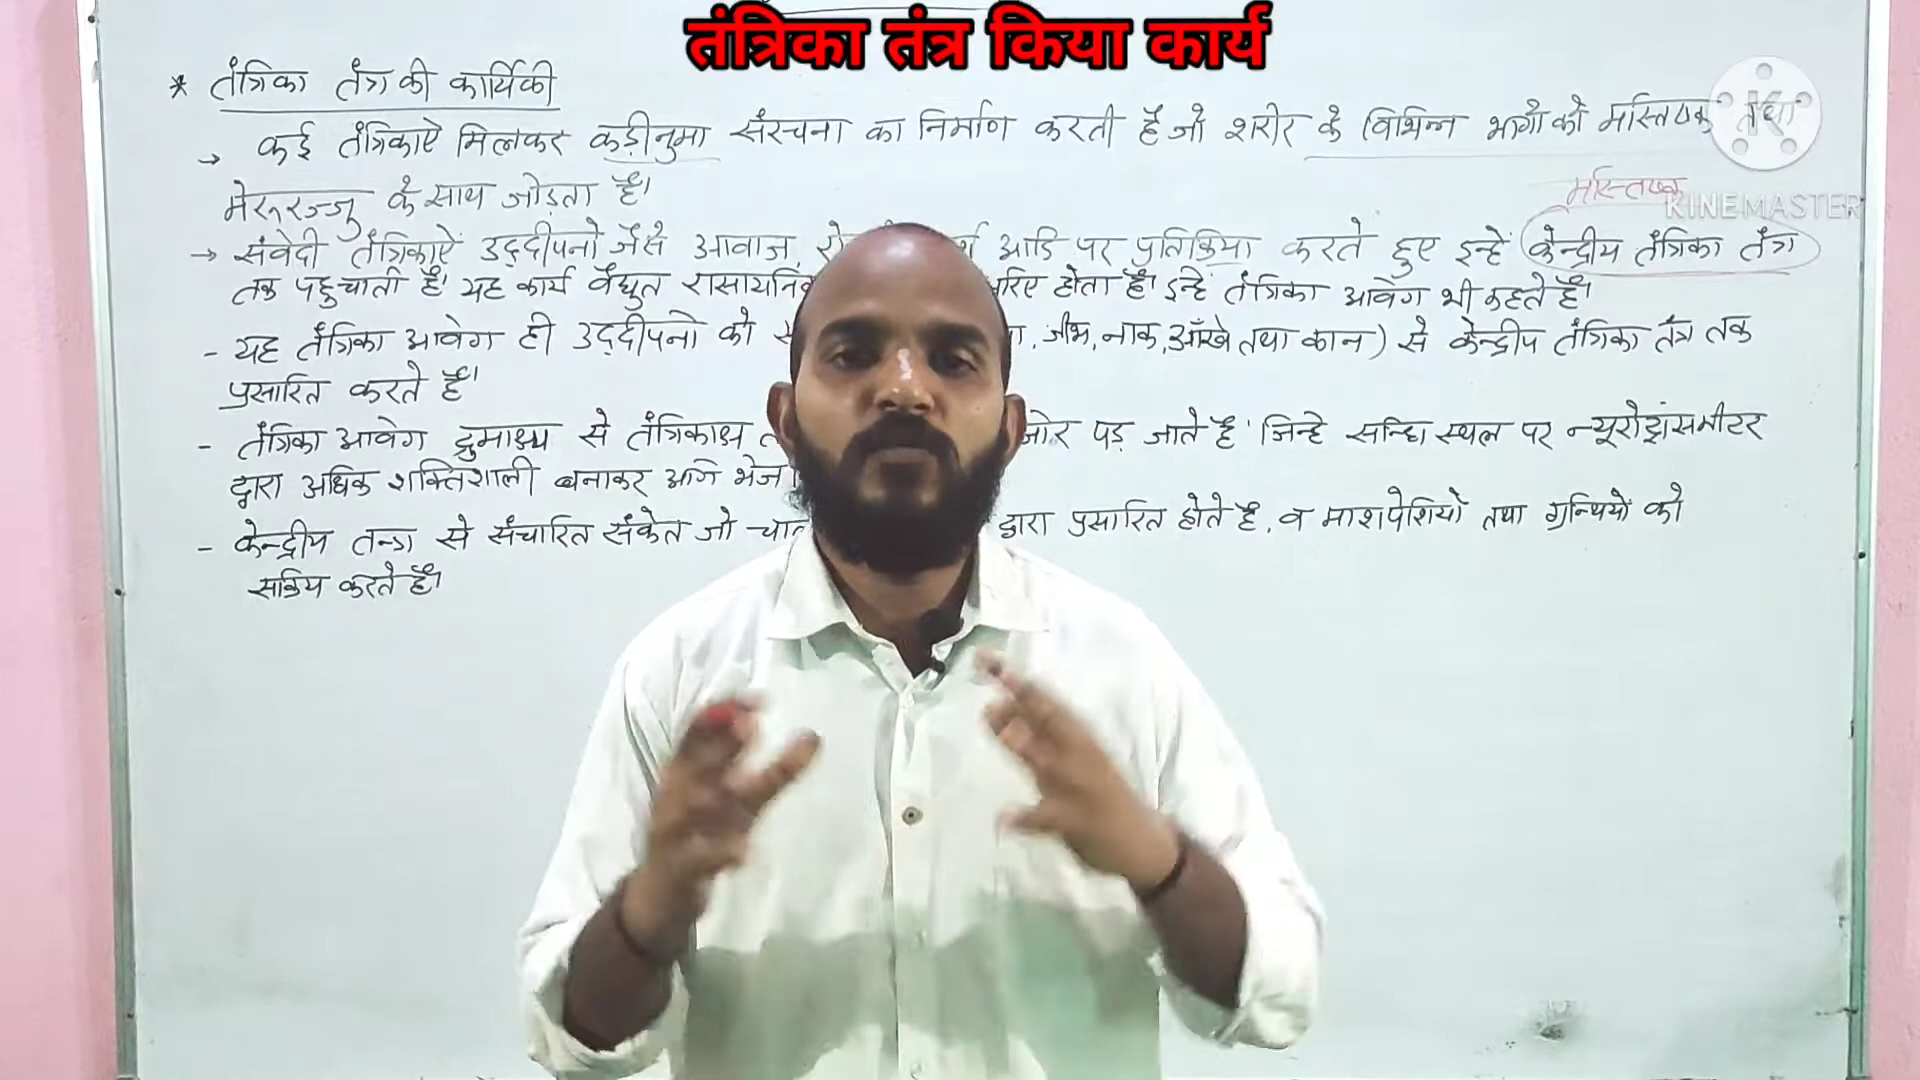 तंत्रिका तंत्र किया कार्य
* तंत्रिका तंत्र की कार्यिकी
→ कई तंत्रिकाऐ मिलकर कड़ीनुमा संरचना का निर्माण करती है जो शरीर के विभिन्न भागो को मस्तिष्क तथा
मेरूरज्जु के साथ जोड़ता है।
मस्तिष्क
KINEMASTER
→ संवेदी तंत्रिकाऐं उद्दीपनो जैसे आवाज, आदि पर प्रतिक्रिया करते हुए इन्हें केन्द्रीय तंत्रिका तंत्र
तक पहुचाती है। यह कार्य वैद्युत होता है। इन्हें तंत्रिका आवेग भी कहते है।
- यह तंत्रिका आवेग ही उद्दीपनो को जीभ, नाक, आँखे तथा कान) से केन्द्रीय तंत्रिका तंत्र तक
प्रसारित करते है।
- तंत्रिका आवेग द्रुमाक्ष्य से तंत्रिकाक्ष पड़ जाते है जिन्हे सन्धि स्थल पर न्यूरोट्रांसमीटर
द्वारा अधिक शक्तिशाली बनाकर आगे
- केन्द्रीय तन्त्र से संचारित संकेत जो द्वारा प्रसारित होते है, व माशपेशियो तथा ग्रन्थियों को
सक्रिय करते है।